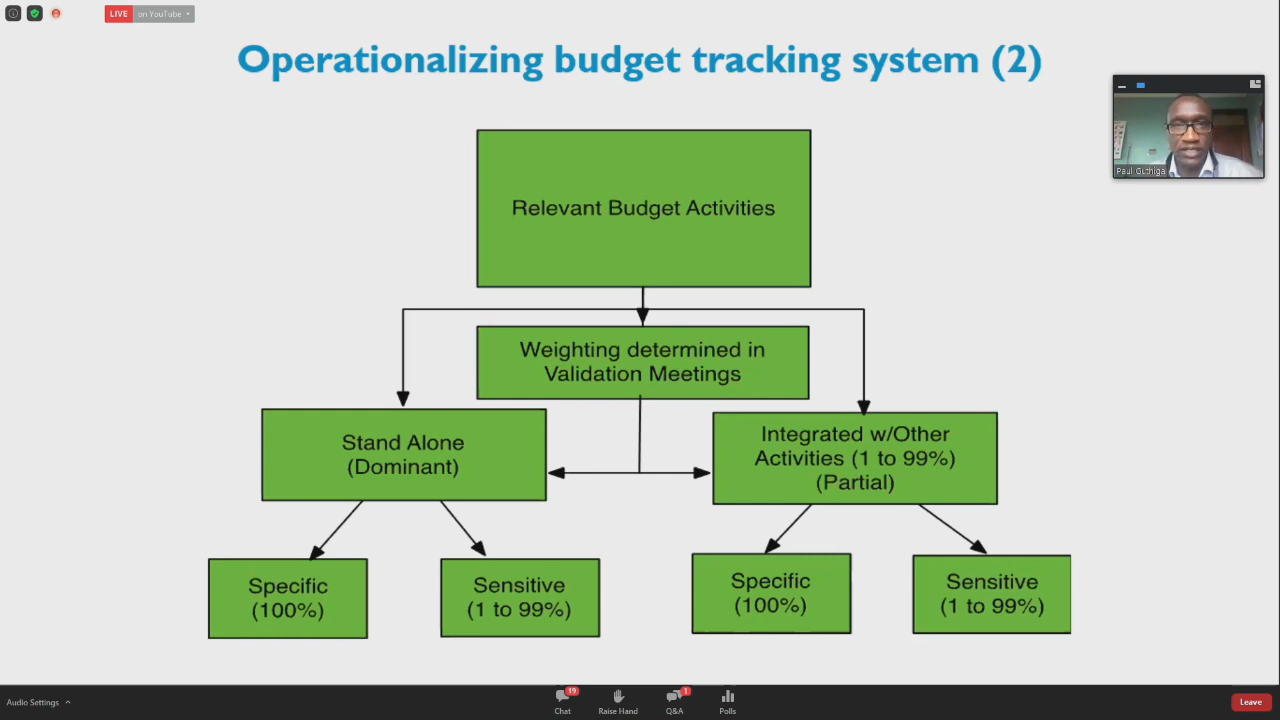 LIVE on YouTube
Operationalizing budget tracking system (2)
Paul Guthiga
Relevant Budget Activities
Weighting determined in
Validation Meetings
Stand Alone
(Dominant)
Integrated w/Other
Activities (1 to 99%)
(Partial)
Specific
(100%)
Sensitive
(1 to 99%)
Specific
(100%)
Sensitive
(1 to 99%)
Audio Settings
19
Chat
Raise Hand
1
Q&A
Polls
Leave